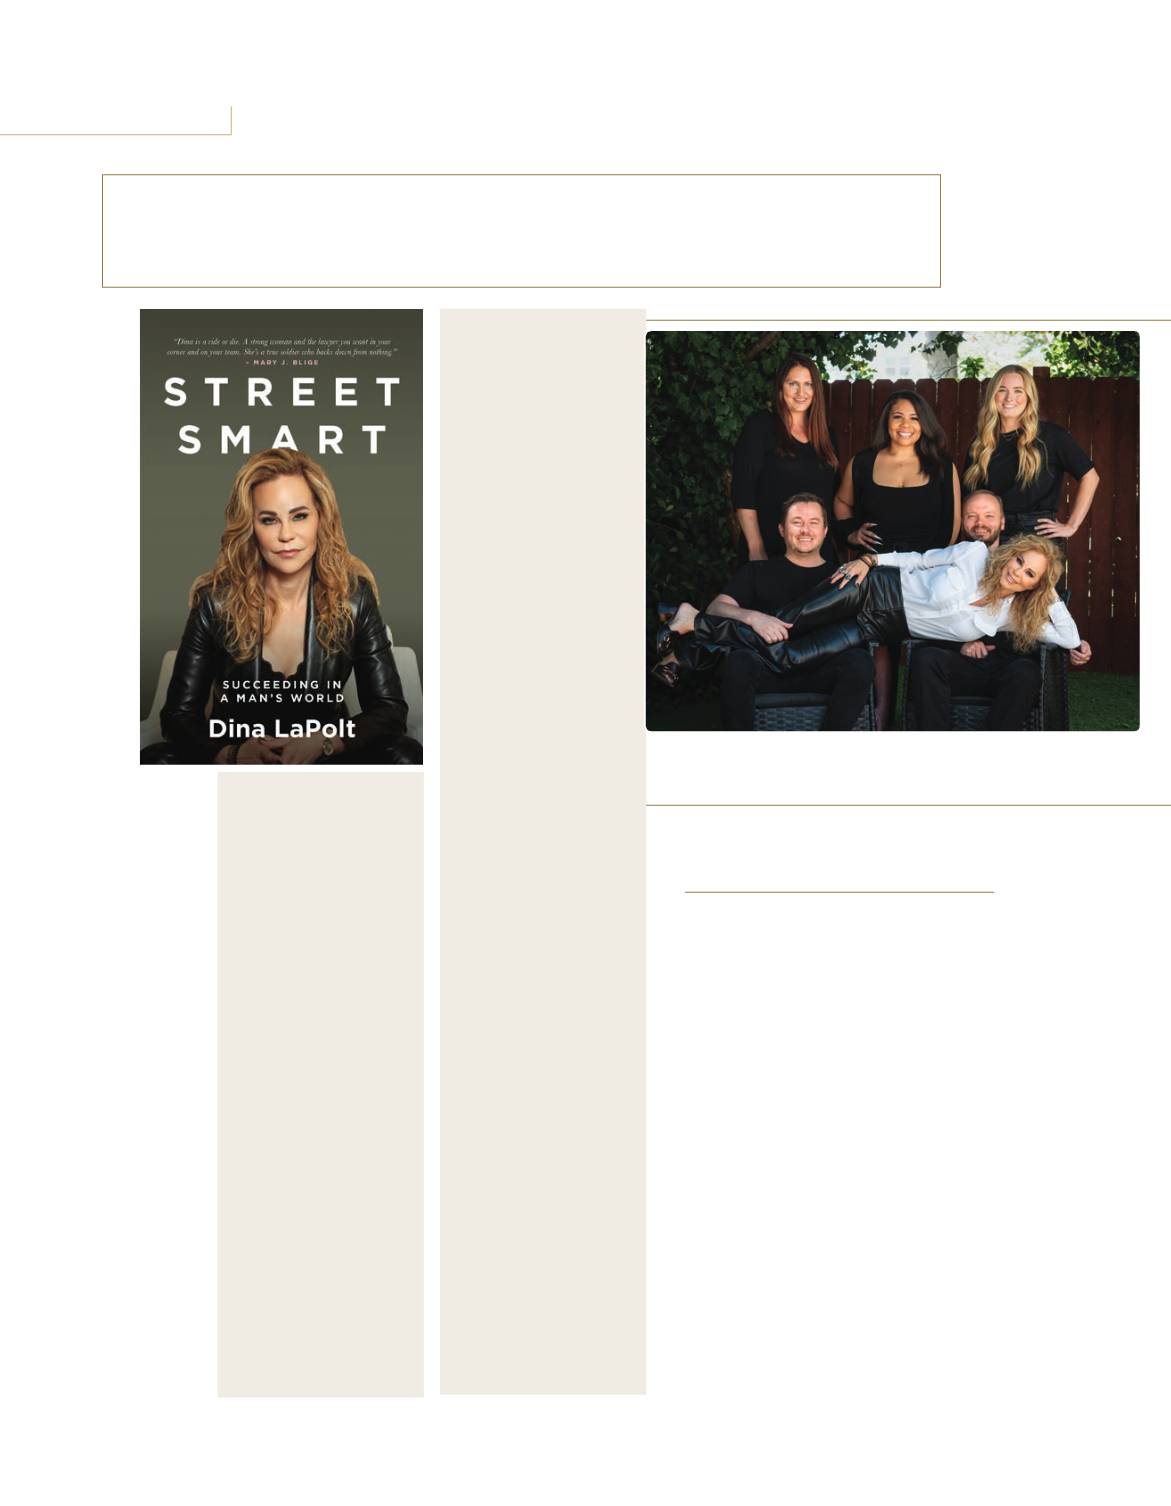 “Dina is a ride or die. A strong woman and the lawyer you want in your
corner and on your team. She’s a true soldier who backs down from nothing.”
– MARY J. BLIGE
STREET
SMART
SUCCEEDING IN
A MAN’S WORLD
Dina LaPolt